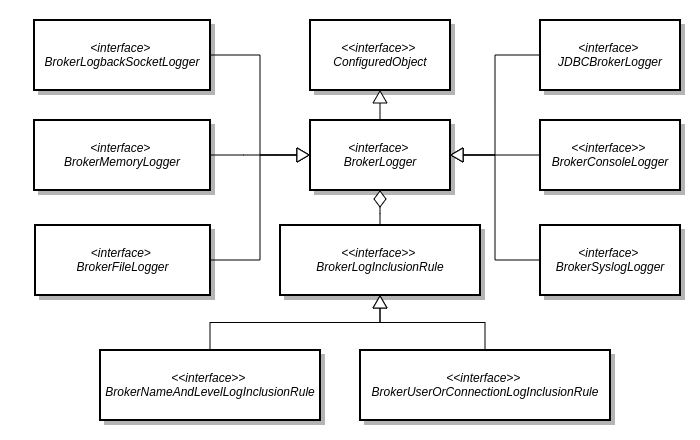 <interface>
BrokerLogbackSocketLogger
<<interface>>
ConfiguredObject
<interface>
JDBCBrokerLogger
<interface>
BrokerMemoryLogger
<interface>
BrokerLogger
<<interface>>
BrokerConsoleLogger
<interface>
BrokerFileLogger
<<interface>>
BrokerLogInclusionRule
<interface>
BrokerSyslogLogger
<<interface>>
BrokerNameAndLevelLogInclusionRule
<<interface>>
BrokerUserOrConnectionLogInclusionRule